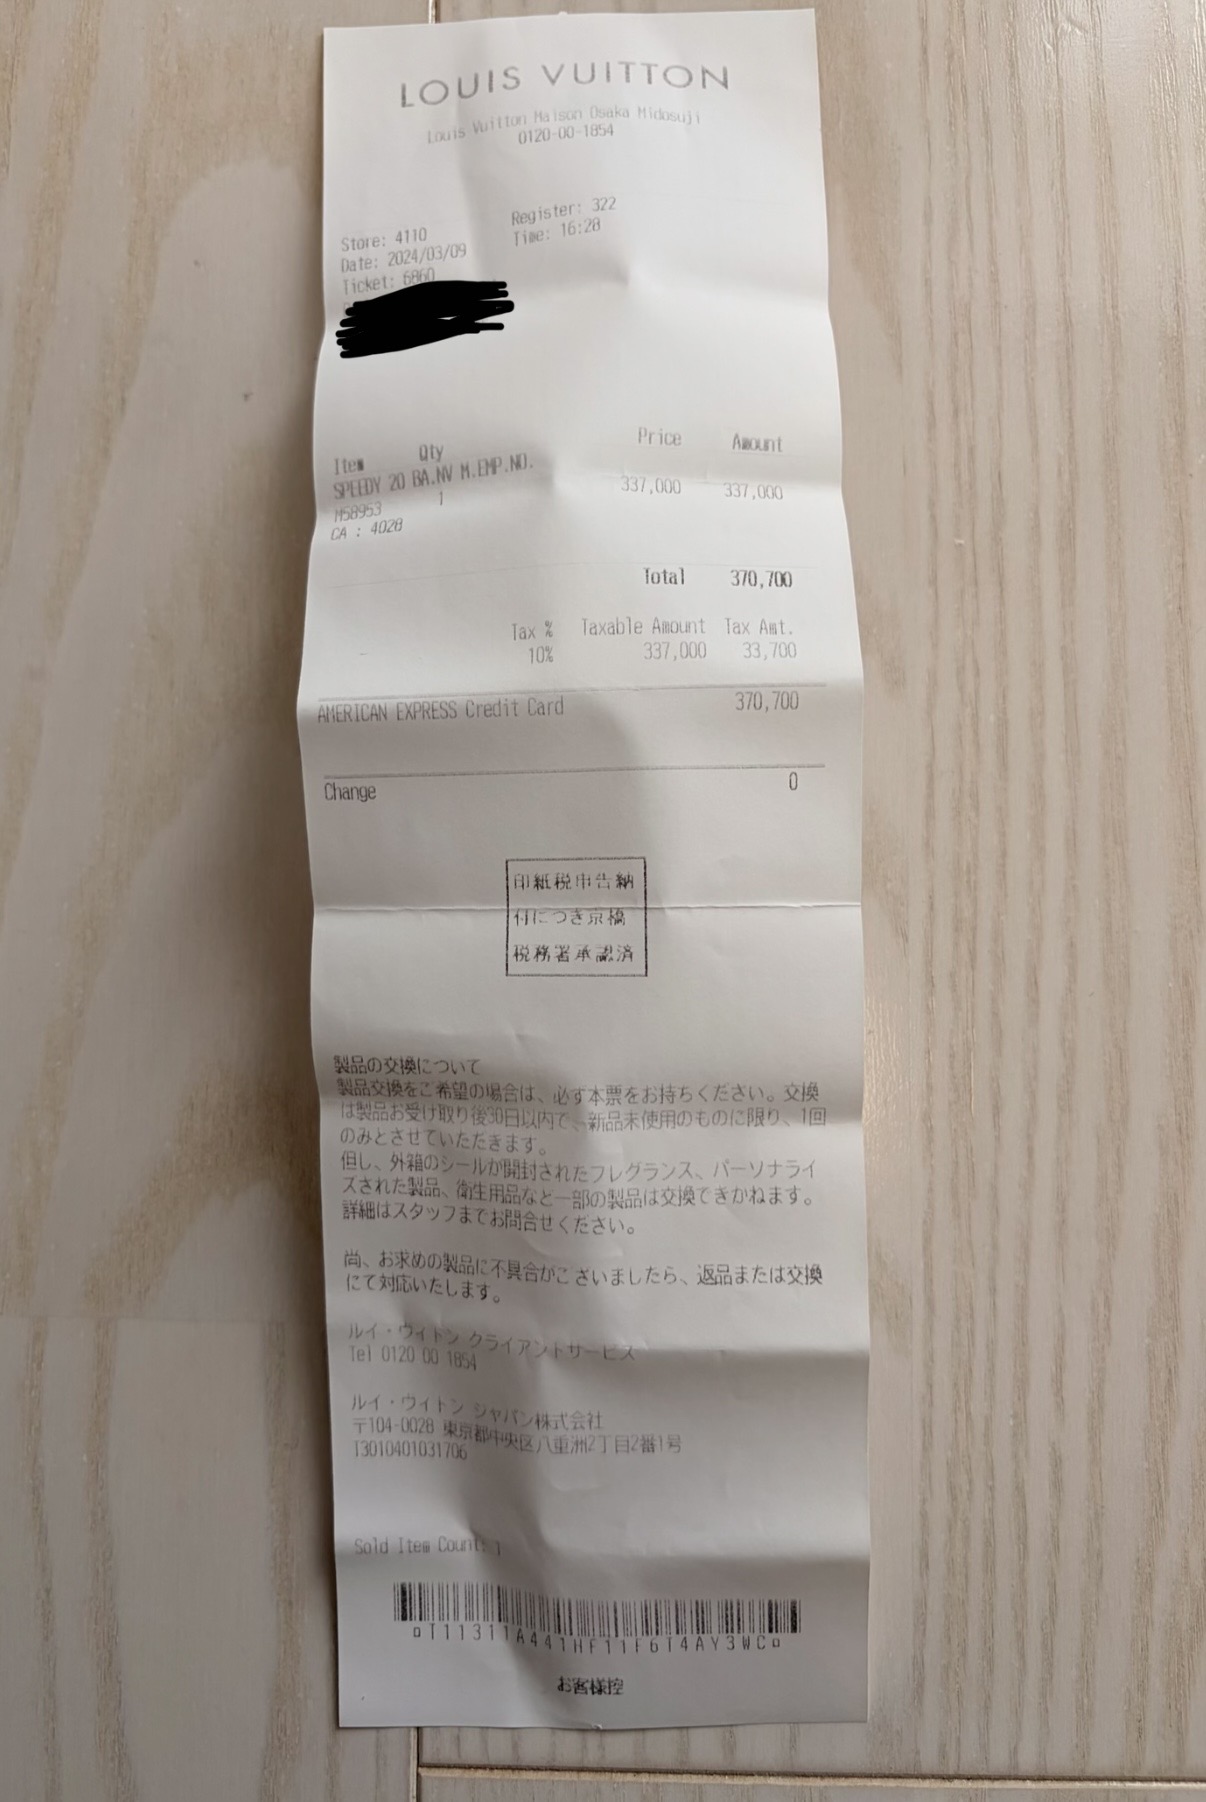 LOUIS VUITTON
Louis Vuitton Maison Osaka Midosuji
0120-00-1854
Store: 4110 Register: 322
Date: 2024/03/09 Time: 16:28
Ticket: 6860
Item Qty Price Amount
SPEEDY 20 BA.NV M.EMP.NO.
M58953 1 337,000 337,000
CA : 4028
Total 370,700
Tax % Taxable Amount Tax Amt.
10% 337,000 33,700
AMERICAN EXPRESS Credit Card 370,700
Change 0
印紙税申告納
付につき京橋
税務署承認済
製品の交換について
製品交換をご希望の場合は、必ず本票をお持ちください。交換
は製品お受け取り後30日以内で、新品未使用のものに限り、1回
のみとさせていただきます。
但し、外箱のシールが開封されたフレグランス、パーソナライ
ズされた製品、衛生用品など一部の製品は交換できかねます。
詳細はスタッフまでお問合せください。
尚、お求めの製品に不具合がございましたら、返品または交換
にて対応いたします。
ルイ・ヴィトン クライアントサービス
Tel 0120 00 1854
ルイ・ヴィトン ジャパン株式会社
〒104-0028 東京都中央区八重洲2丁目2番1号
T3010401031706
Sold Item Count: 1
T11311A441HF11F6T4AY3WC
お客様控